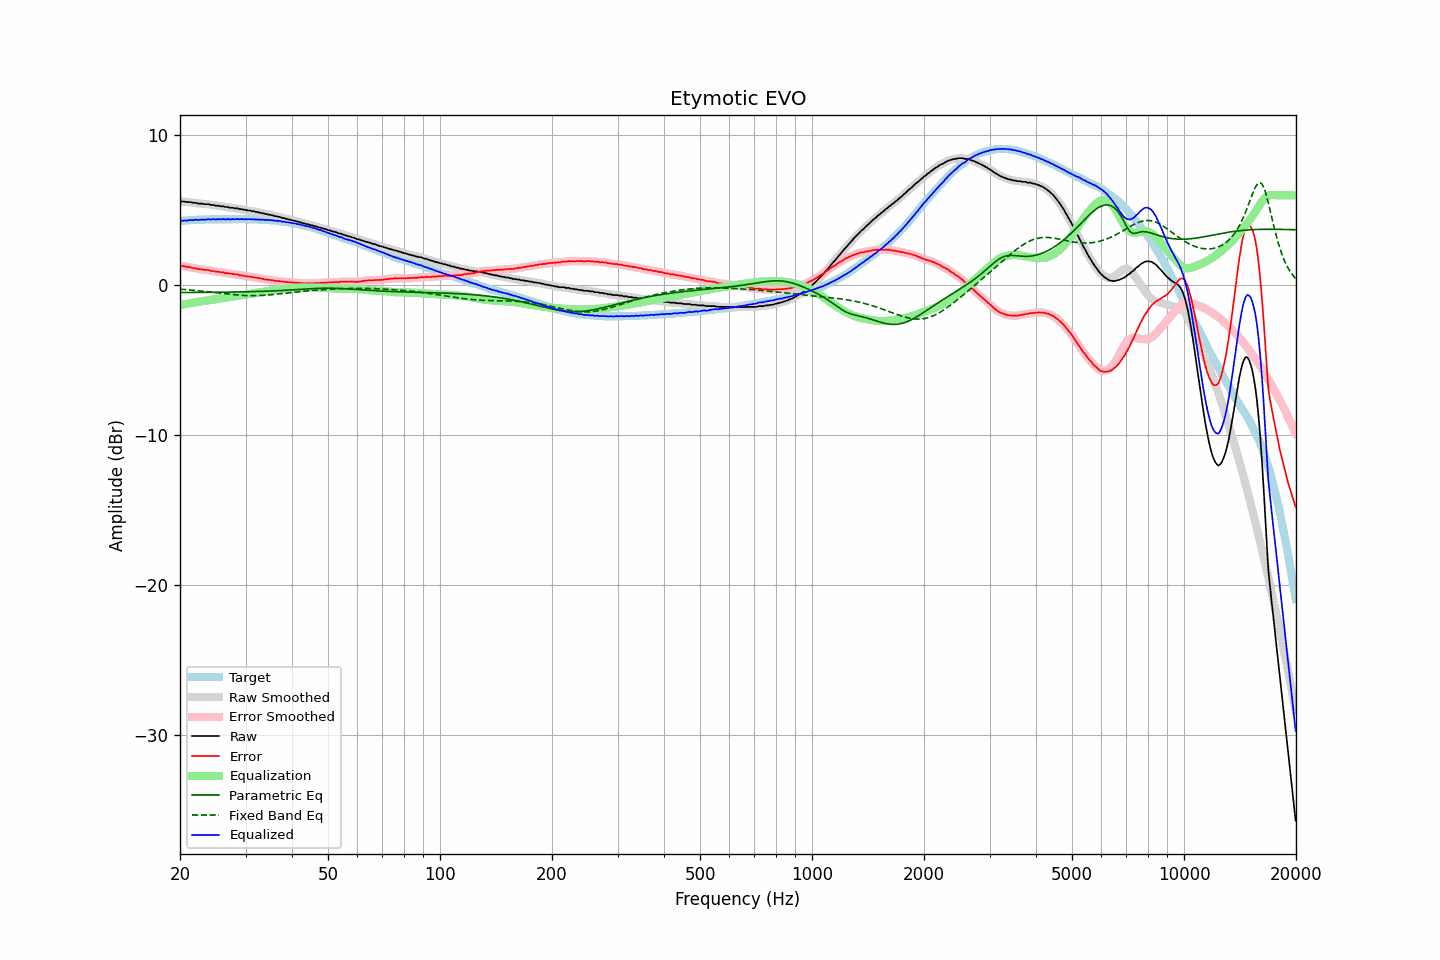 Etymotic EVO
10
0
−10
−20
−30
Amplitude (dBr)
Target
Raw Smoothed
Error Smoothed
Raw
Error
Equalization
Parametric Eq
Fixed Band Eq
Equalized
20 50 100 200 500 1000 2000 5000 10000 20000
Frequency (Hz)